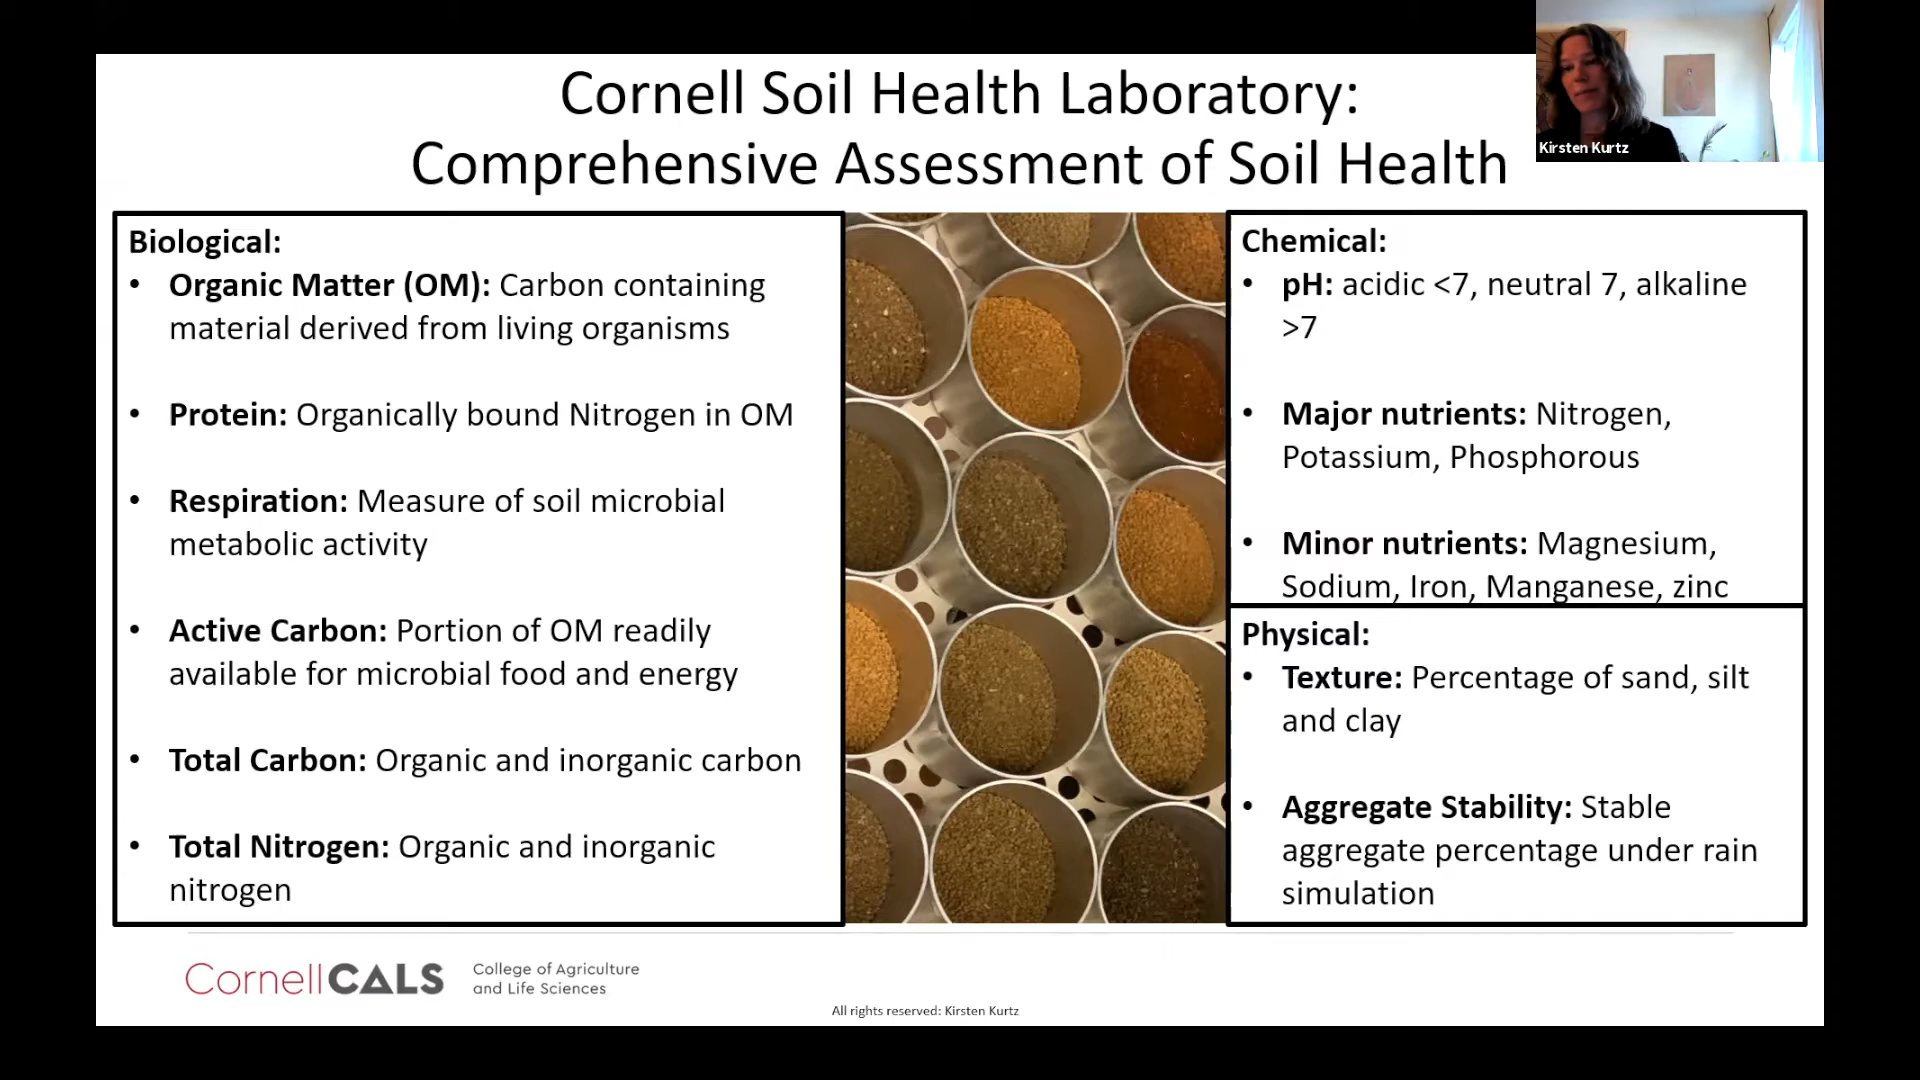 Cornell Soil Health Laboratory:
Comprehensive Assessment of Soil Health
Kirsten Kurtz
Biological:
• Organic Matter (OM): Carbon containing
material derived from living organisms
• Protein: Organically bound Nitrogen in OM
• Respiration: Measure of soil microbial
metabolic activity
• Active Carbon: Portion of OM readily
available for microbial food and energy
• Total Carbon: Organic and inorganic carbon
• Total Nitrogen: Organic and inorganic
nitrogen
Chemical:
• pH: acidic <7, neutral 7, alkaline
>7
• Major nutrients: Nitrogen,
Potassium, Phosphorous
• Minor nutrients: Magnesium,
Sodium, Iron, Manganese, zinc
Physical:
• Texture: Percentage of sand, silt
and clay
• Aggregate Stability: Stable
aggregate percentage under rain
simulation
CornellCALS
College of Agriculture
and Life Sciences
All rights reserved: Kirsten Kurtz